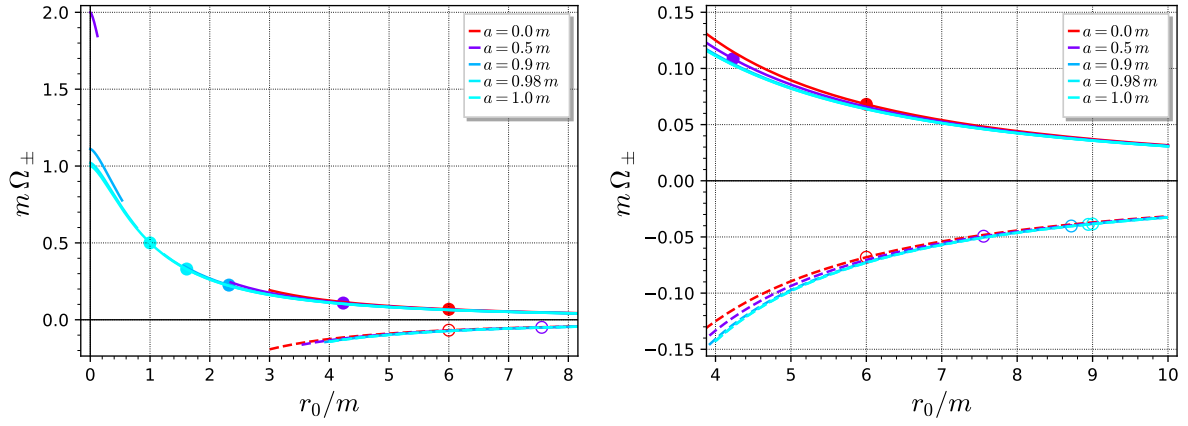 2.0
1.5
1.0
0.5
0.0
m Ω±
0 1 2 3 4 5 6 7 8
r₀/m
a = 0.0 m
a = 0.5 m
a = 0.9 m
a = 0.98 m
a = 1.0 m
0.15
0.10
0.05
0.00
−0.05
−0.10
−0.15
m Ω±
4 5 6 7 8 9 10
r₀/m
a = 0.0 m
a = 0.5 m
a = 0.9 m
a = 0.98 m
a = 1.0 m